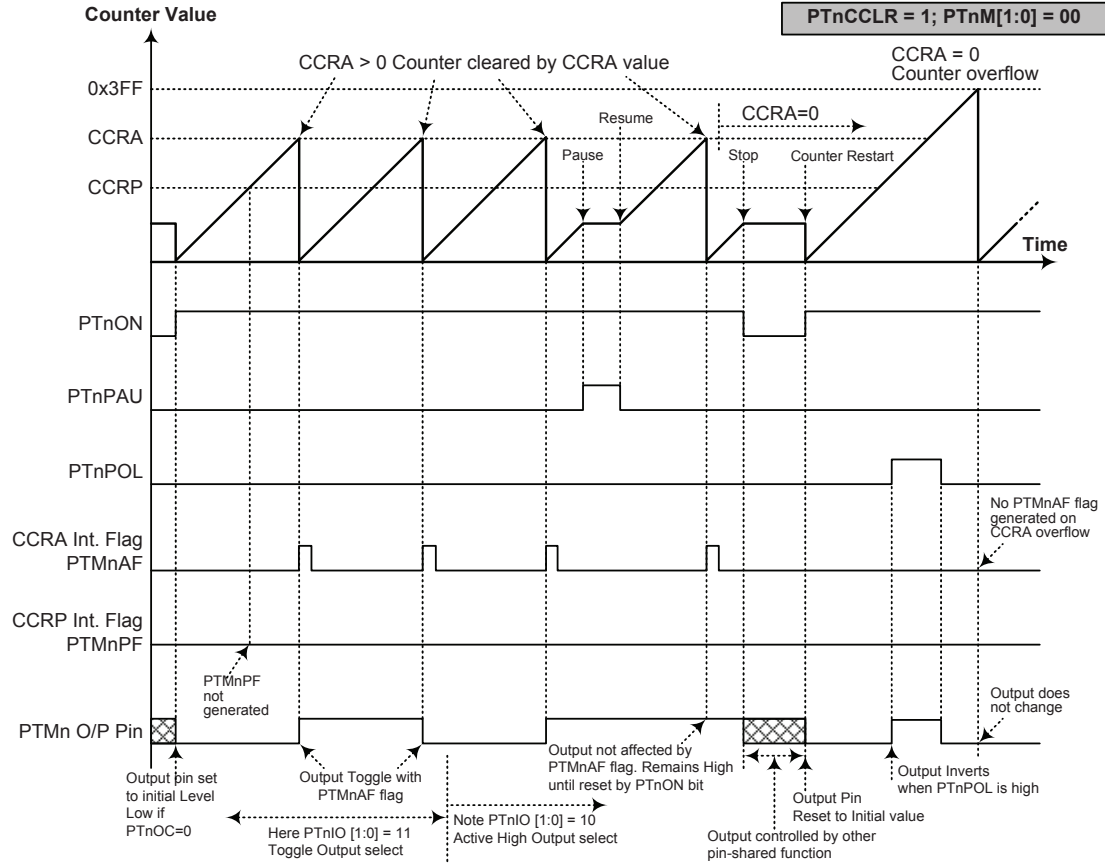 Counter Value
PTnCCLR = 1; PTnM[1:0] = 00
CCRA > 0 Counter cleared by CCRA value
CCRA = 0
Counter overflow
0x3FF
CCRA=0
Resume
CCRA
Pause
Stop
Counter Restart
CCRP
Time
PTnON
PTnPAU
PTnPOL
No PTMnAF flag
generated on
CCRA overflow
CCRA Int. Flag
PTMnAF
CCRP Int. Flag
PTMnPF
PTMnPF
not
generated
Output does
not change
PTMn O/P Pin
Output pin set
to initial Level
Low if
PTnOC=0
Output Toggle with
PTMnAF flag
Here PTnIO [1:0] = 11
Toggle Output select
Note PTnIO [1:0] = 10
Active High Output select
Output not affected by
PTMnAF flag. Remains High
until reset by PTnON bit
Output controlled by other
pin-shared function
Output Pin
Reset to Initial value
Output Inverts
when PTnPOL is high